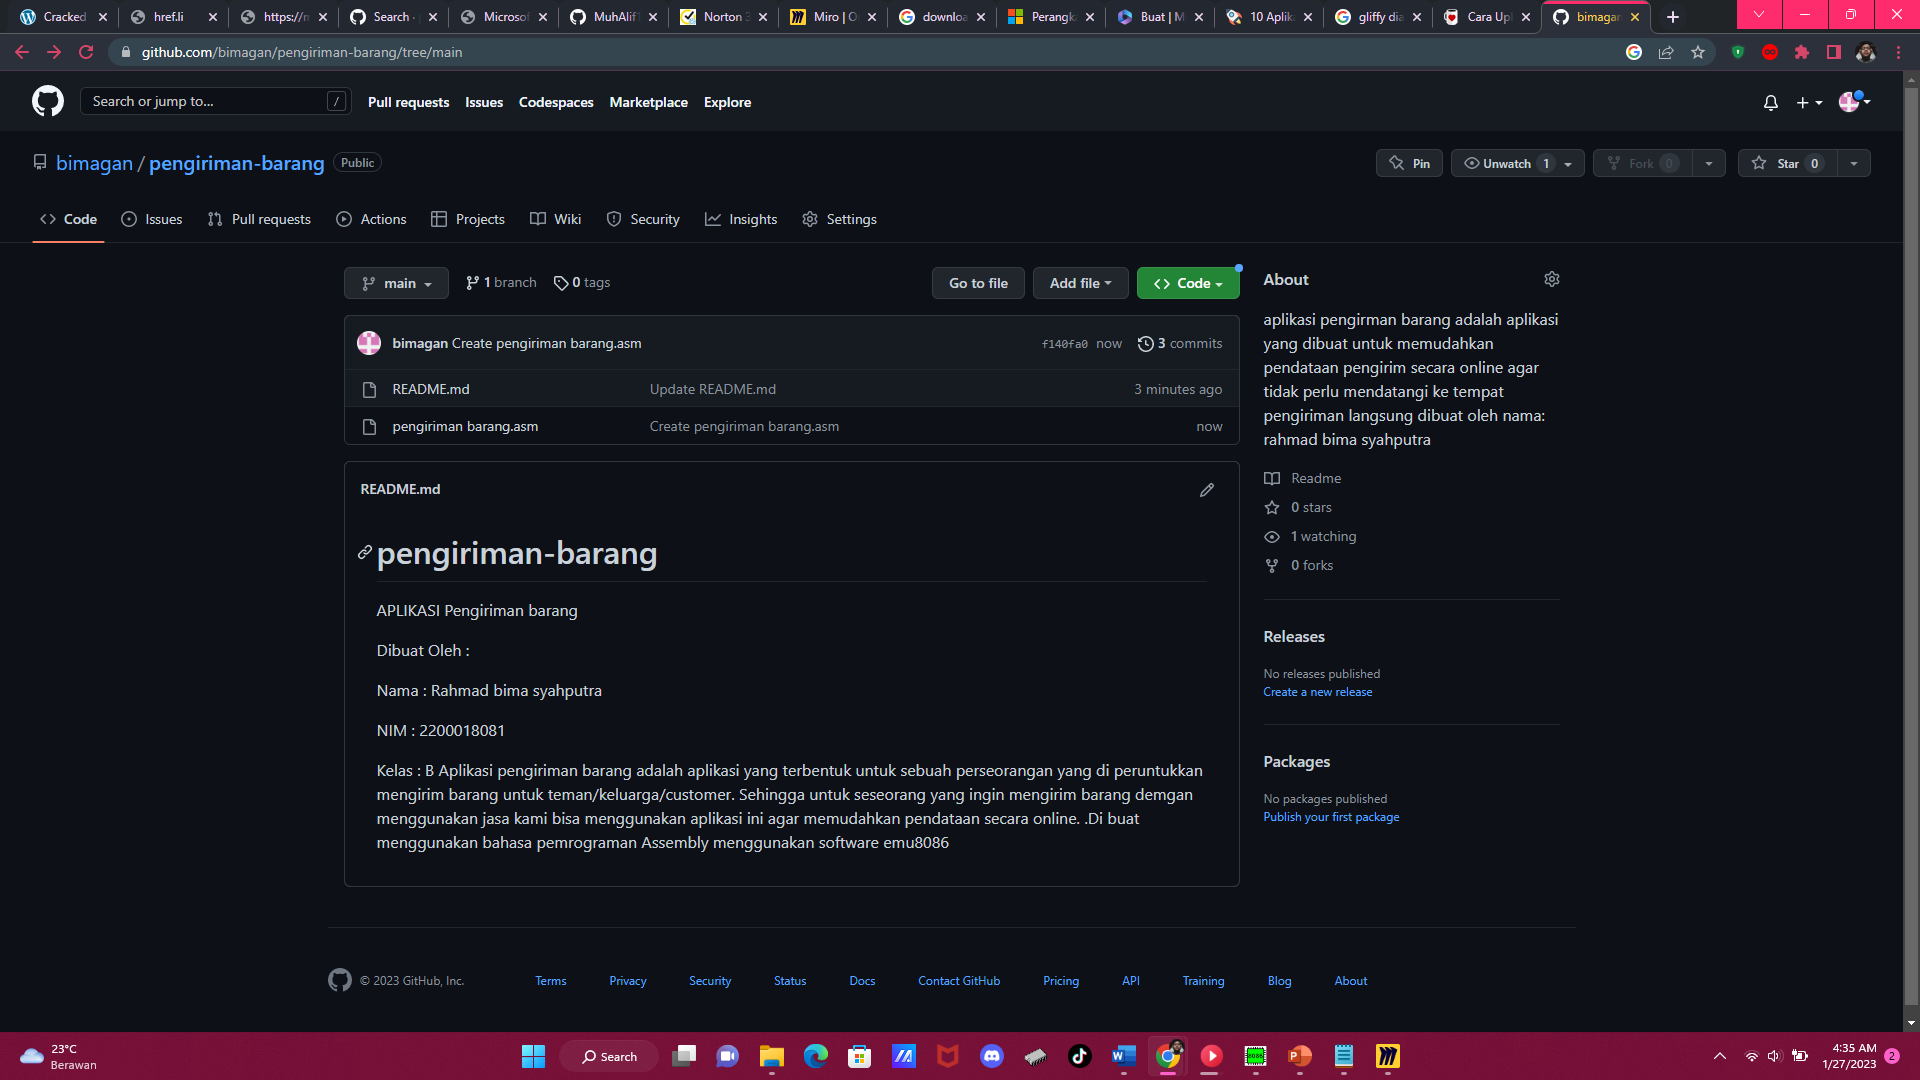 Cracked
href.li
https://m
Search ·
Microsof
MuhAlif1
Norton 3
Miro | O
downloa
Perangk
Buat | M
10 Aplik
gliffy dia
Cara Upl
bimagan
github.com/bimagan/pengiriman-barang/tree/main
Search or jump to... /
Pull requests Issues Codespaces Marketplace Explore
bimagan / pengiriman-barang Public
Pin Unwatch 1 Fork 0 Star 0
Code Issues Pull requests Actions Projects Wiki Security Insights Settings
main 1 branch 0 tags Go to file Add file Code
bimagan Create pengiriman barang.asm f140fa0 now 3 commits
README.md Update README.md 3 minutes ago
pengiriman barang.asm Create pengiriman barang.asm now
README.md
pengiriman-barang
APLIKASI Pengiriman barang
Dibuat Oleh :
Nama : Rahmad bima syahputra
NIM : 2200018081
Kelas : B Aplikasi pengiriman barang adalah aplikasi yang terbentuk untuk sebuah perseorangan yang di peruntukkan
mengirim barang untuk teman/keluarga/customer. Sehingga untuk seseorang yang ingin mengirim barang demgan
menggunakan jasa kami bisa menggunakan aplikasi ini agar memudahkan pendataan secara online. .Di buat
menggunakan bahasa pemrograman Assembly menggunakan software emu8086
About
aplikasi pengirman barang adalah aplikasi
yang dibuat untuk memudahkan
pendataan pengirim secara online agar
tidak perlu mendatangi ke tempat
pengiriman langsung dibuat oleh nama:
rahmad bima syahputra
Readme
0 stars
1 watching
0 forks
Releases
No releases published
Create a new release
Packages
No packages published
Publish your first package
© 2023 GitHub, Inc. Terms Privacy Security Status Docs Contact GitHub Pricing API Training Blog About
23°C
Berawan
Search
4:35 AM
1/27/2023
2